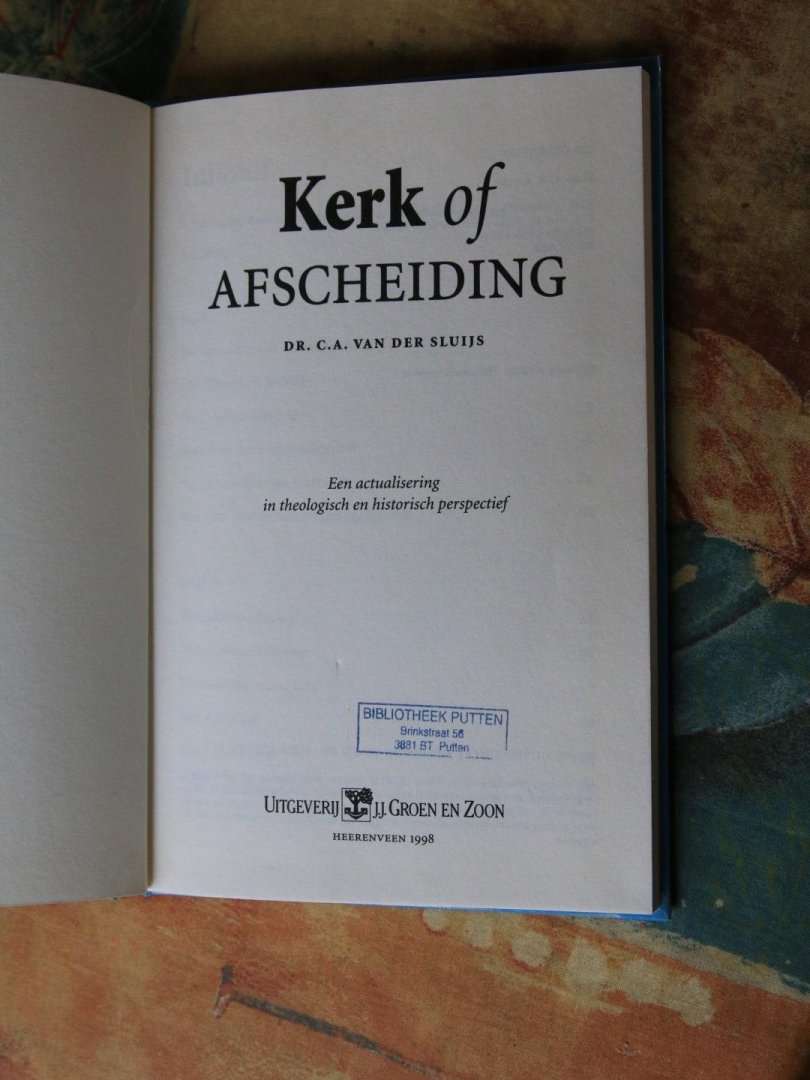 Kerk of
AFSCHEIDING
DR. C.A. VAN DER SLUIJS
Een actualisering
in theologisch en historisch perspectief
BIBLIOTHEEK PUTTEN
Brinkstraat 56
3881 BT Putten
UITGEVERIJ J.J. GROEN EN ZOON
HEERENVEEN 1998